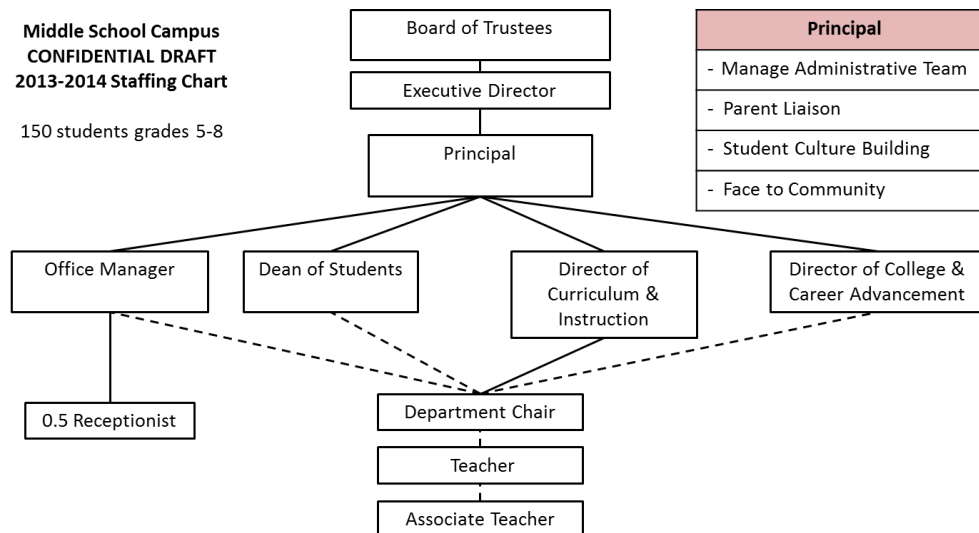 Middle School Campus
CONFIDENTIAL DRAFT
2013-2014 Staffing Chart
150 students grades 5-8
Board of Trustees
Executive Director
Principal
Principal
- Manage Administrative Team
- Parent Liaison
- Student Culture Building
- Face to Community
Office Manager
Dean of Students
Director of
Curriculum &
Instruction
Director of College &
Career Advancement
0.5 Receptionist
Department Chair
Teacher
Associate Teacher